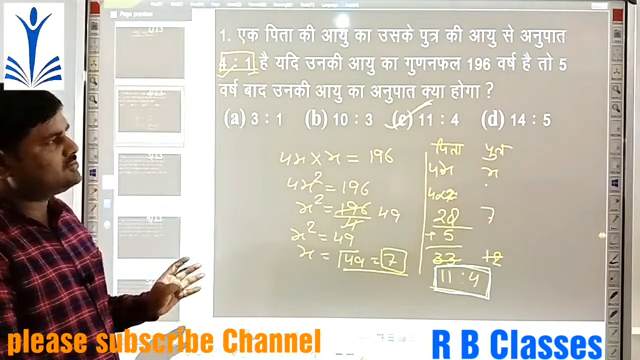 1. एक पिता की आयु का उसके पुत्र की आयु से अनुपात
4 : 1 है यदि उनकी आयु का गुणनफल 196 वर्ष है तो 5
वर्ष बाद उनकी आयु का अनुपात क्या होगा ?
(a) 3 : 1 (b) 10 : 3 (c) 11 : 4 (d) 14 : 5
4x × x = 196
4x² = 196
x² = 196/4 49
x² = 49
x = √49 = 7
पिता पुत्र
4x x
28 7
+5
33
11 : 4
please subscribe Channel
R B Classes